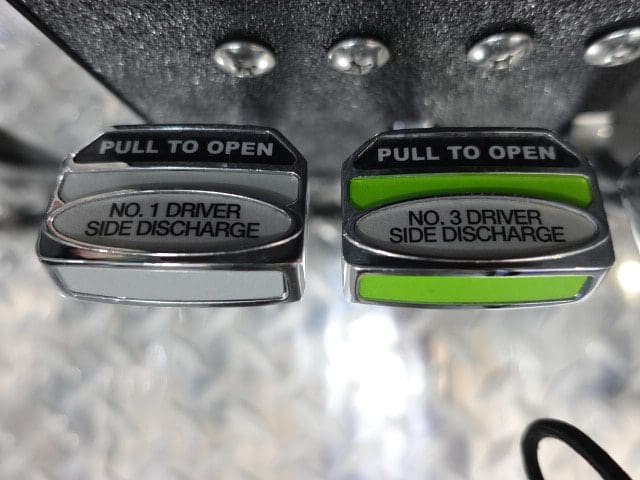 PULL TO OPEN
NO. 1 DRIVER
SIDE DISCHARGE
PULL TO OPEN
NO. 3 DRIVER
SIDE DISCHARGE